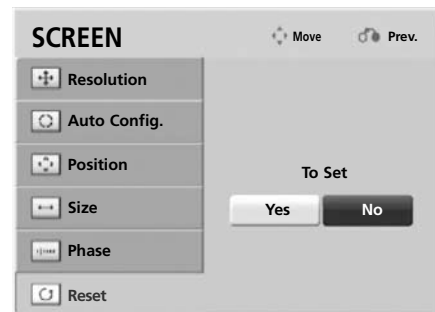 SCREEN
Move
Prev.
Resolution
Auto Config.
Position
Size
Phase
Reset
To Set
Yes
No